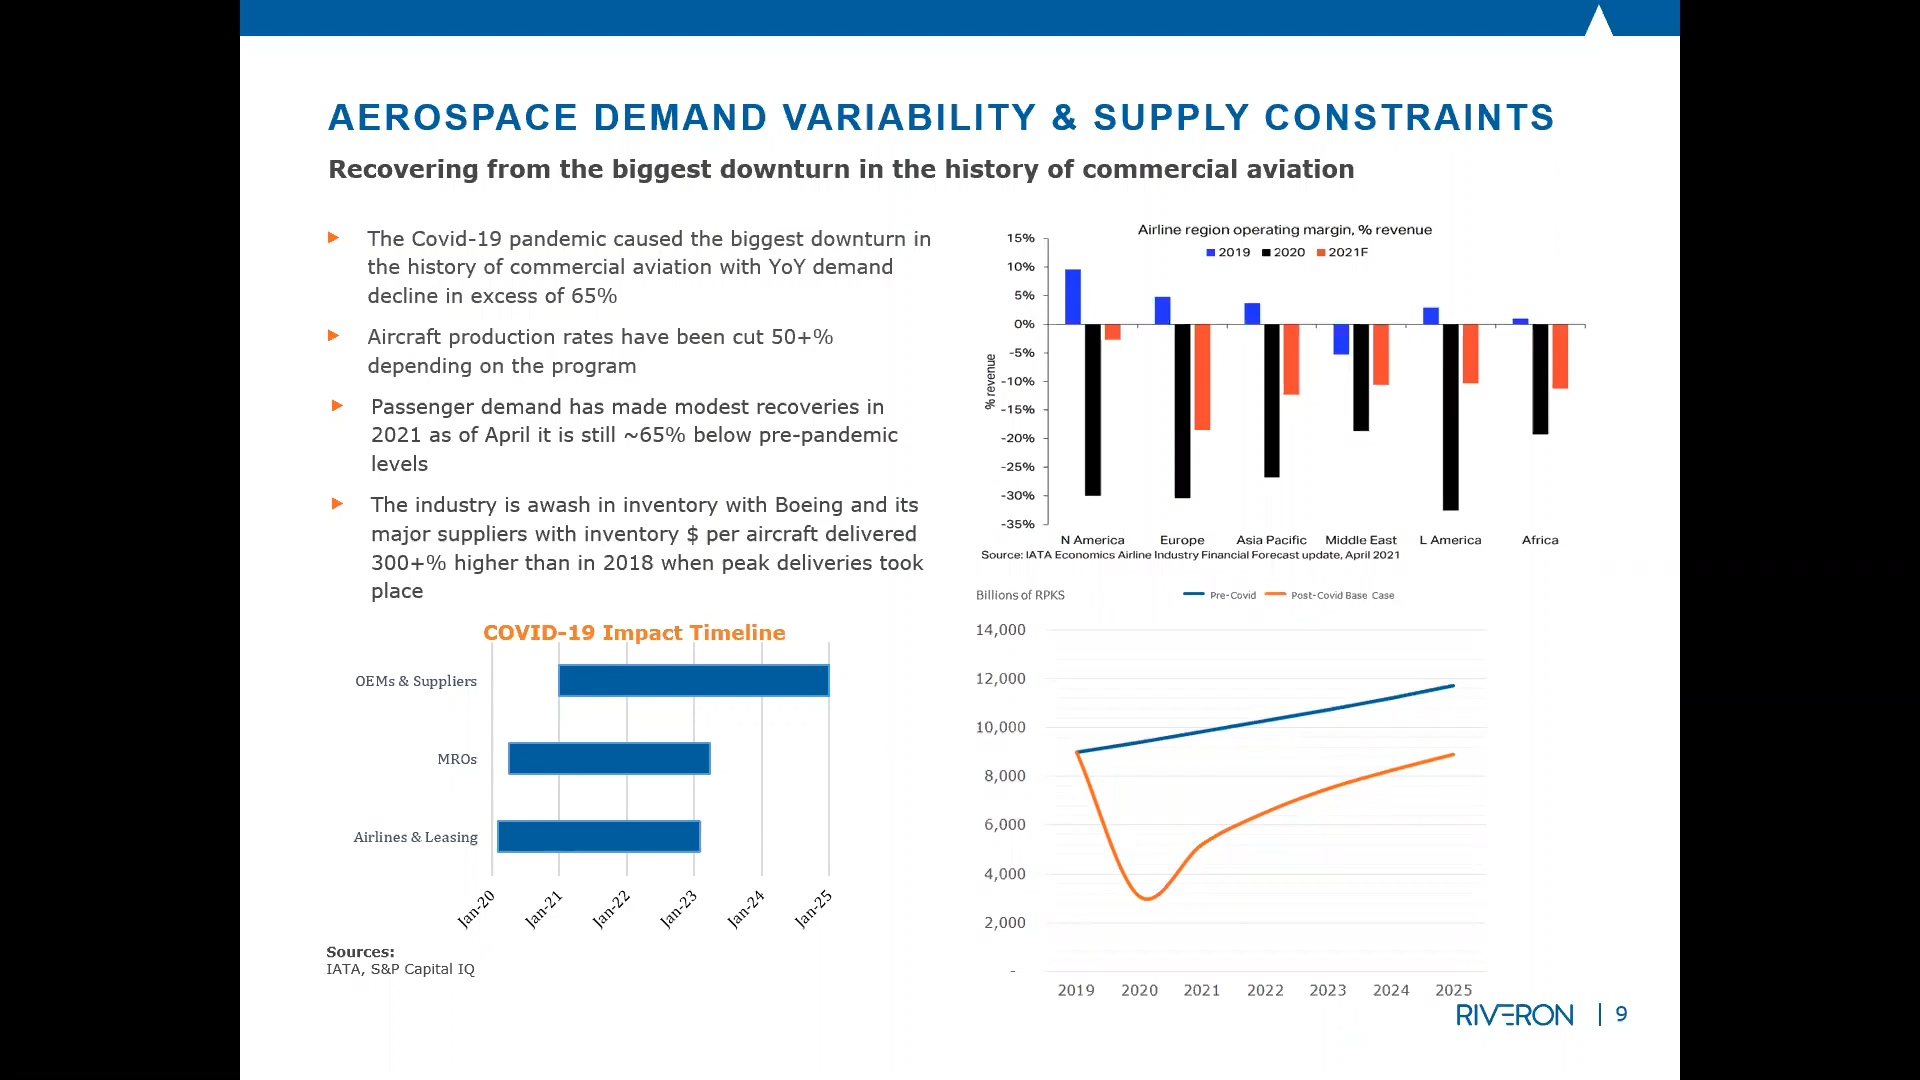 AEROSPACE DEMAND VARIABILITY & SUPPLY CONSTRAINTS
Recovering from the biggest downturn in the history of commercial aviation
The Covid-19 pandemic caused the biggest downturn in
the history of commercial aviation with YoY demand
decline in excess of 65%
Aircraft production rates have been cut 50+%
depending on the program
Passenger demand has made modest recoveries in
2021 as of April it is still ~65% below pre-pandemic
levels
The industry is awash in inventory with Boeing and its
major suppliers with inventory $ per aircraft delivered
300+% higher than in 2018 when peak deliveries took
place
COVID-19 Impact Timeline
OEMs & Suppliers
MROs
Airlines & Leasing
Jan-20 Jan-21 Jan-22 Jan-23 Jan-24 Jan-25
Sources:
IATA, S&P Capital IQ
Airline region operating margin, % revenue
2019 2020 2021F
15%
10%
5%
0%
-5%
-10%
-15%
-20%
-25%
-30%
-35%
% revenue
N America Europe Asia Pacific Middle East L America Africa
Source: IATA Economics Airline Industry Financial Forecast update, April 2021
Billions of RPKS Pre-Covid Post-Covid Base Case
14,000
12,000
10,000
8,000
6,000
4,000
2,000
-
2019 2020 2021 2022 2023 2024 2025
RIVERON | 9